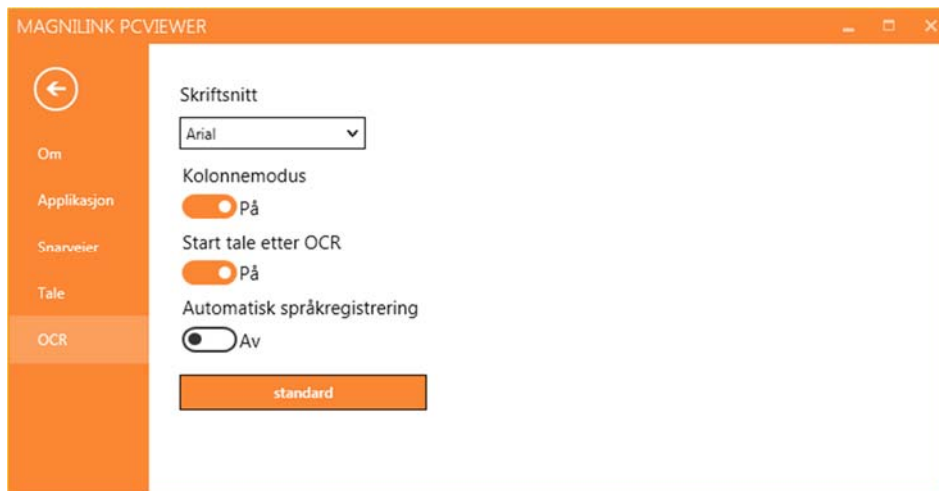 MAGNILINK PCVIEWER
Om
Applikasjon
Snarveier
Tale
OCR
Skriftsnitt
Arial
Kolonnemodus
På
Start tale etter OCR
På
Automatisk språkregistrering
Av
standard